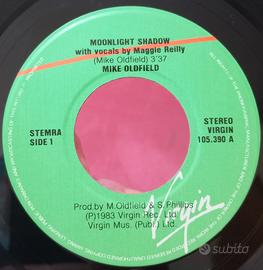 MOONLIGHT SHADOW
with vocals by Maggie Reilly
(Mike Oldfield) 3'37
MIKE OLDFIELD
STEMRA
SIDE 1
STEREO
VIRGIN
105.390 A
Prod.by M.Oldfield & S.Phillips
(P)1983 Virgin Rec. Ltd.
Virgin Mus. (Publ.)
Virgin
subito